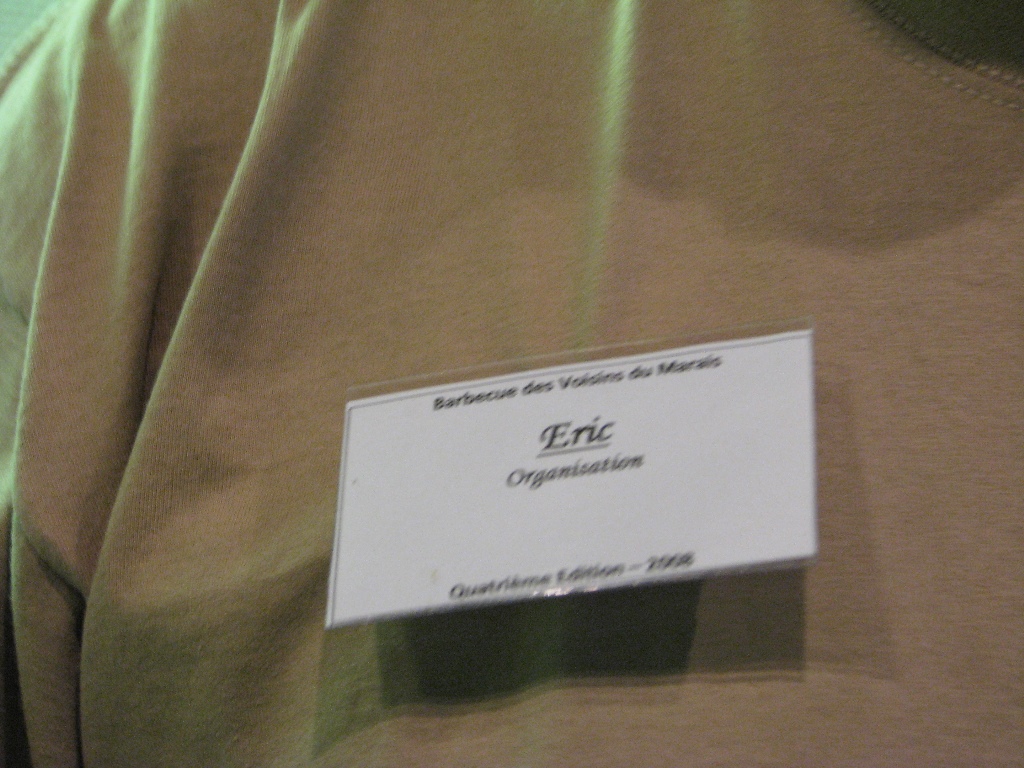 Barbecue des Voisins du Marais
Eric
Organisation
Quatrième Edition – 2008